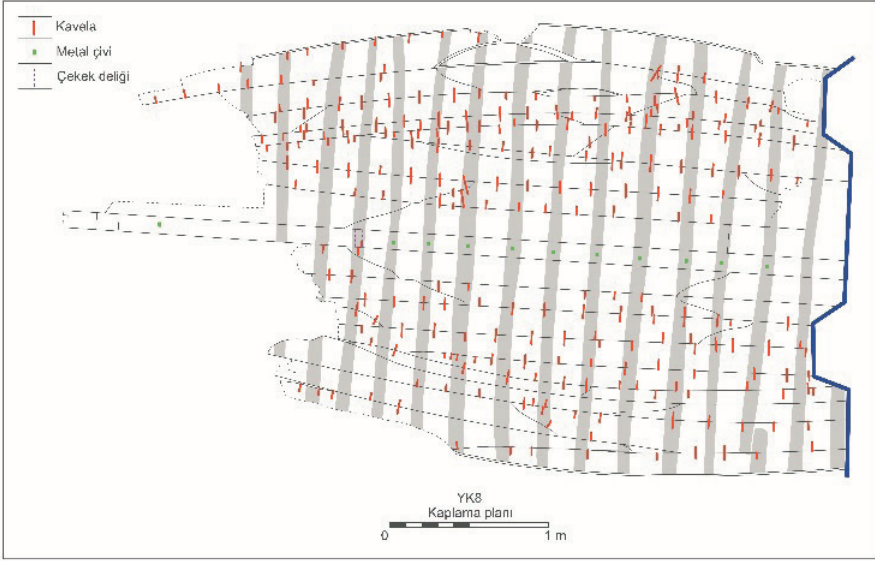 Kavela
Metal çivi
Çekek deliği
YK8
Kaplama planı
0 1 m